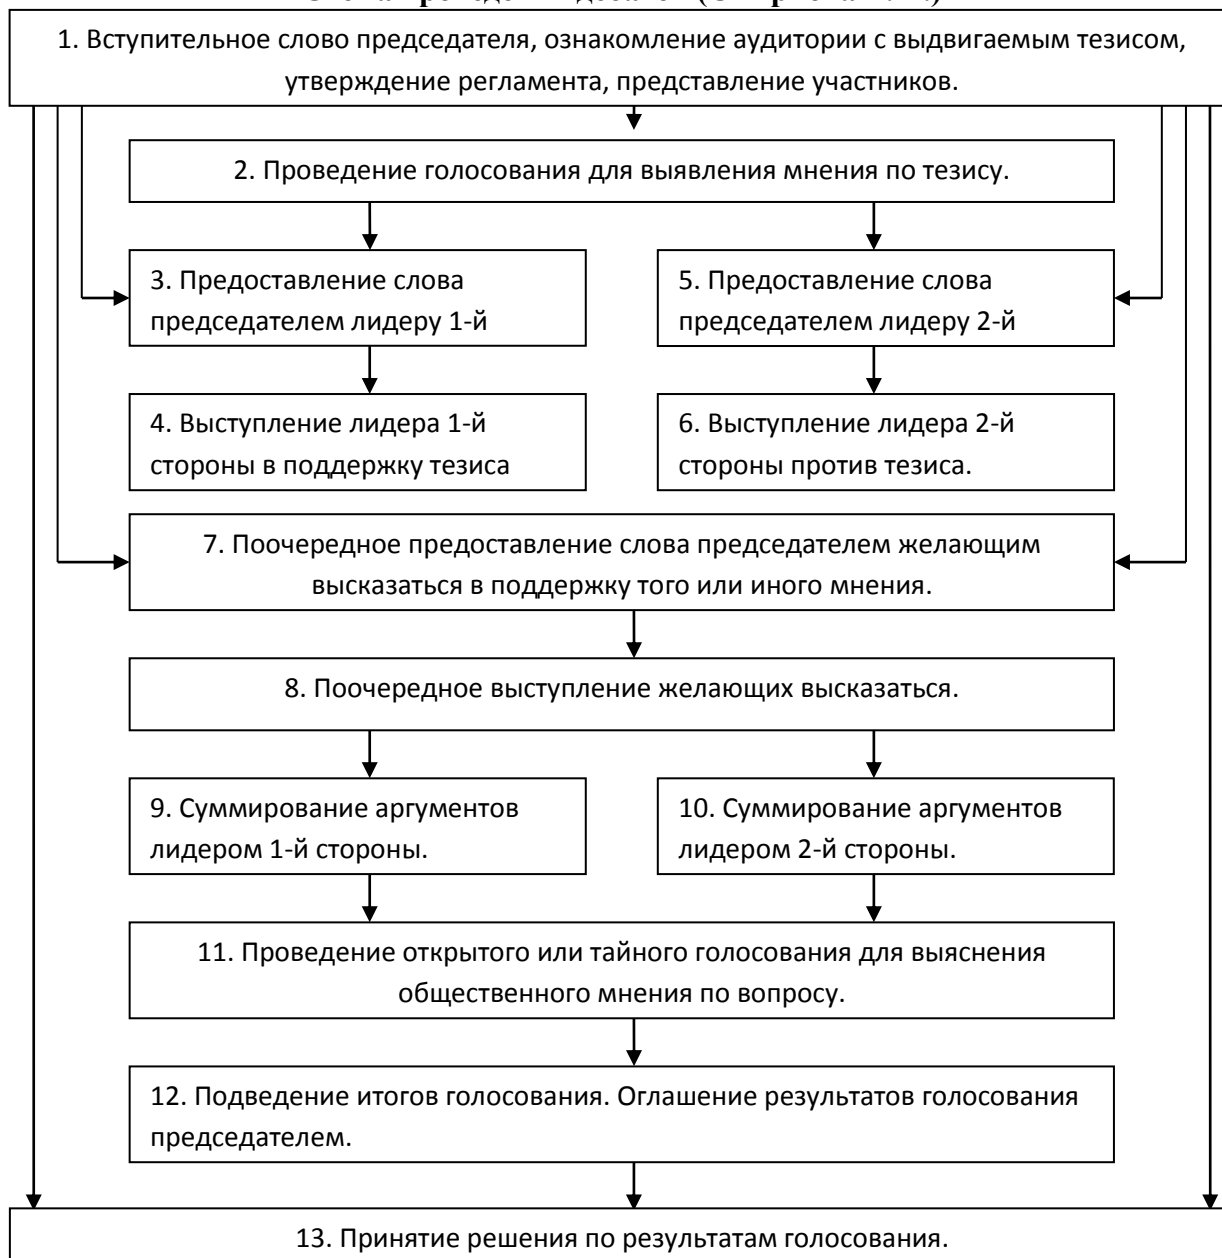 1. Вступительное слово председателя, ознакомление аудитории с выдвигаемым тезисом,
утверждение регламента, представление участников.
2. Проведение голосования для выявления мнения по тезису.
3. Предоставление слова
председателем лидеру 1-й
5. Предоставление слова
председателем лидеру 2-й
4. Выступление лидера 1-й
стороны в поддержку тезиса
6. Выступление лидера 2-й
стороны против тезиса.
7. Поочередное предоставление слова председателем желающим
высказаться в поддержку того или иного мнения.
8. Поочередное выступление желающих высказаться.
9. Суммирование аргументов
лидером 1-й стороны.
10. Суммирование аргументов
лидером 2-й стороны.
11. Проведение открытого или тайного голосования для выяснения
общественного мнения по вопросу.
12. Подведение итогов голосования. Оглашение результатов голосования
председателем.
13. Принятие решения по результатам голосования.